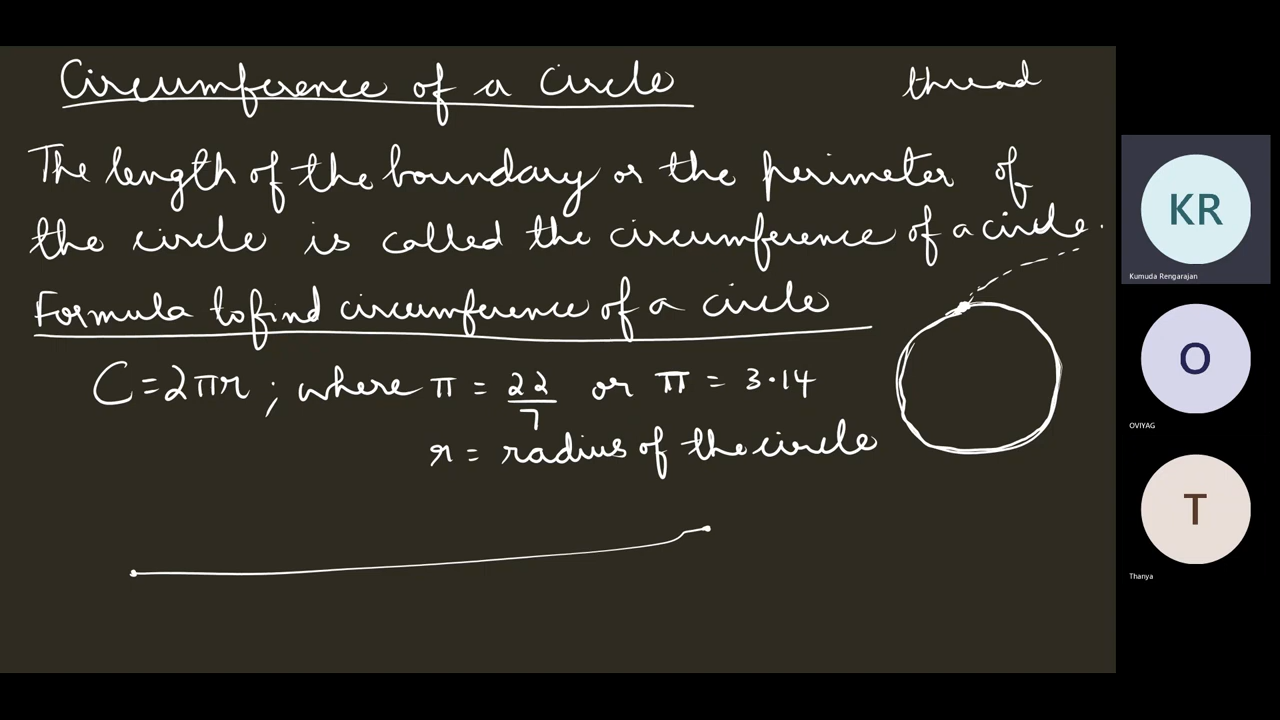 Circumference of a circle
thread
The length of the boundary or the perimeter of
the circle is called the circumference of a circle.
Formula to find circumference of a circle
C = 2πr ; where π = 22/7 or π = 3.14
r = radius of the circle
KR
Kumuda Rengarajan
O
OVIYAG
T
Thanya